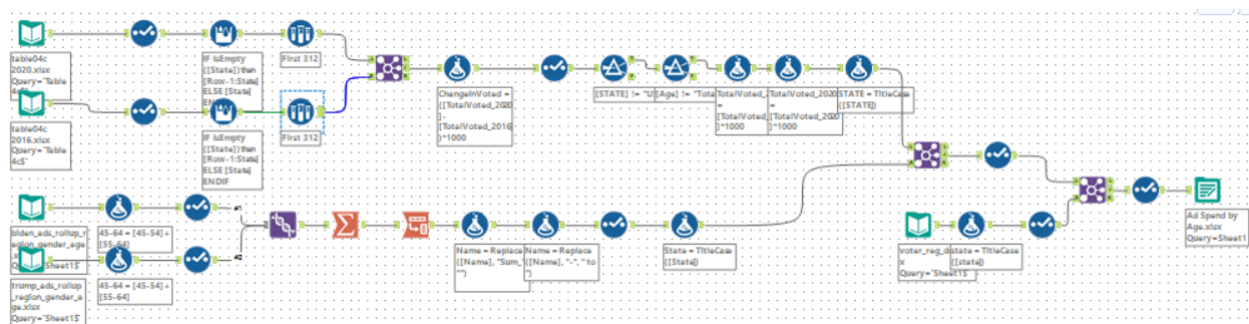 table04c
2020.xlsx
Query=`Table
4c$`
IF IsEmpty
([State]) then
[Row-1:State]
ELSE [State]
First 312
table04c
2016.xlsx
Query=`Table
4c$`
IF IsEmpty
([State]) then
[Row-1:State]
ELSE [State]
ENDIF
First 312
ChangeInVoted =
([TotalVoted_2020
]-
[TotalVoted_2016]
)*1000
[STATE] != "U
[Age] != "Tota
TotalVoted_
=
[TotalVoted_
]*1000
TotalVoted_2020
=
[TotalVoted_2020
]*1000
STATE = TitleCase
([STATE])
biden_ads_rollup_r
egion_gender_age.
Sheet1$`
45-64 = [45-54] +
[55-64]
#1
#2
trump_ads_rollup
_region_gender_a
ge.xlsx
Query=`Sheet1$`
45-64 = [45-54] +
[55-64]
Name = Replace
([Name], "Sum_"
"")
Name = Replace
([Name], "-", " to
")
State = TitleCase
([State])
voter_reg_d
x
Query=`Sheet1$`
state = TitleCase
([state])
Ad Spend by
Age.xlsx
Query=Sheet1